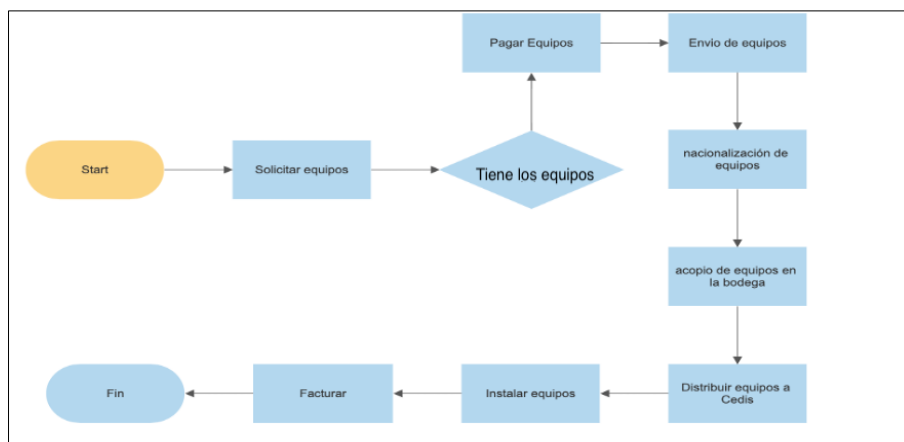 Start
Solicitar equipos
Tiene los equipos
Pagar Equipos
Envio de equipos
nacionalización de
equipos
acopio de equipos en
la bodega
Distribuir equipos a
Cedis
Instalar equipos
Facturar
Fin